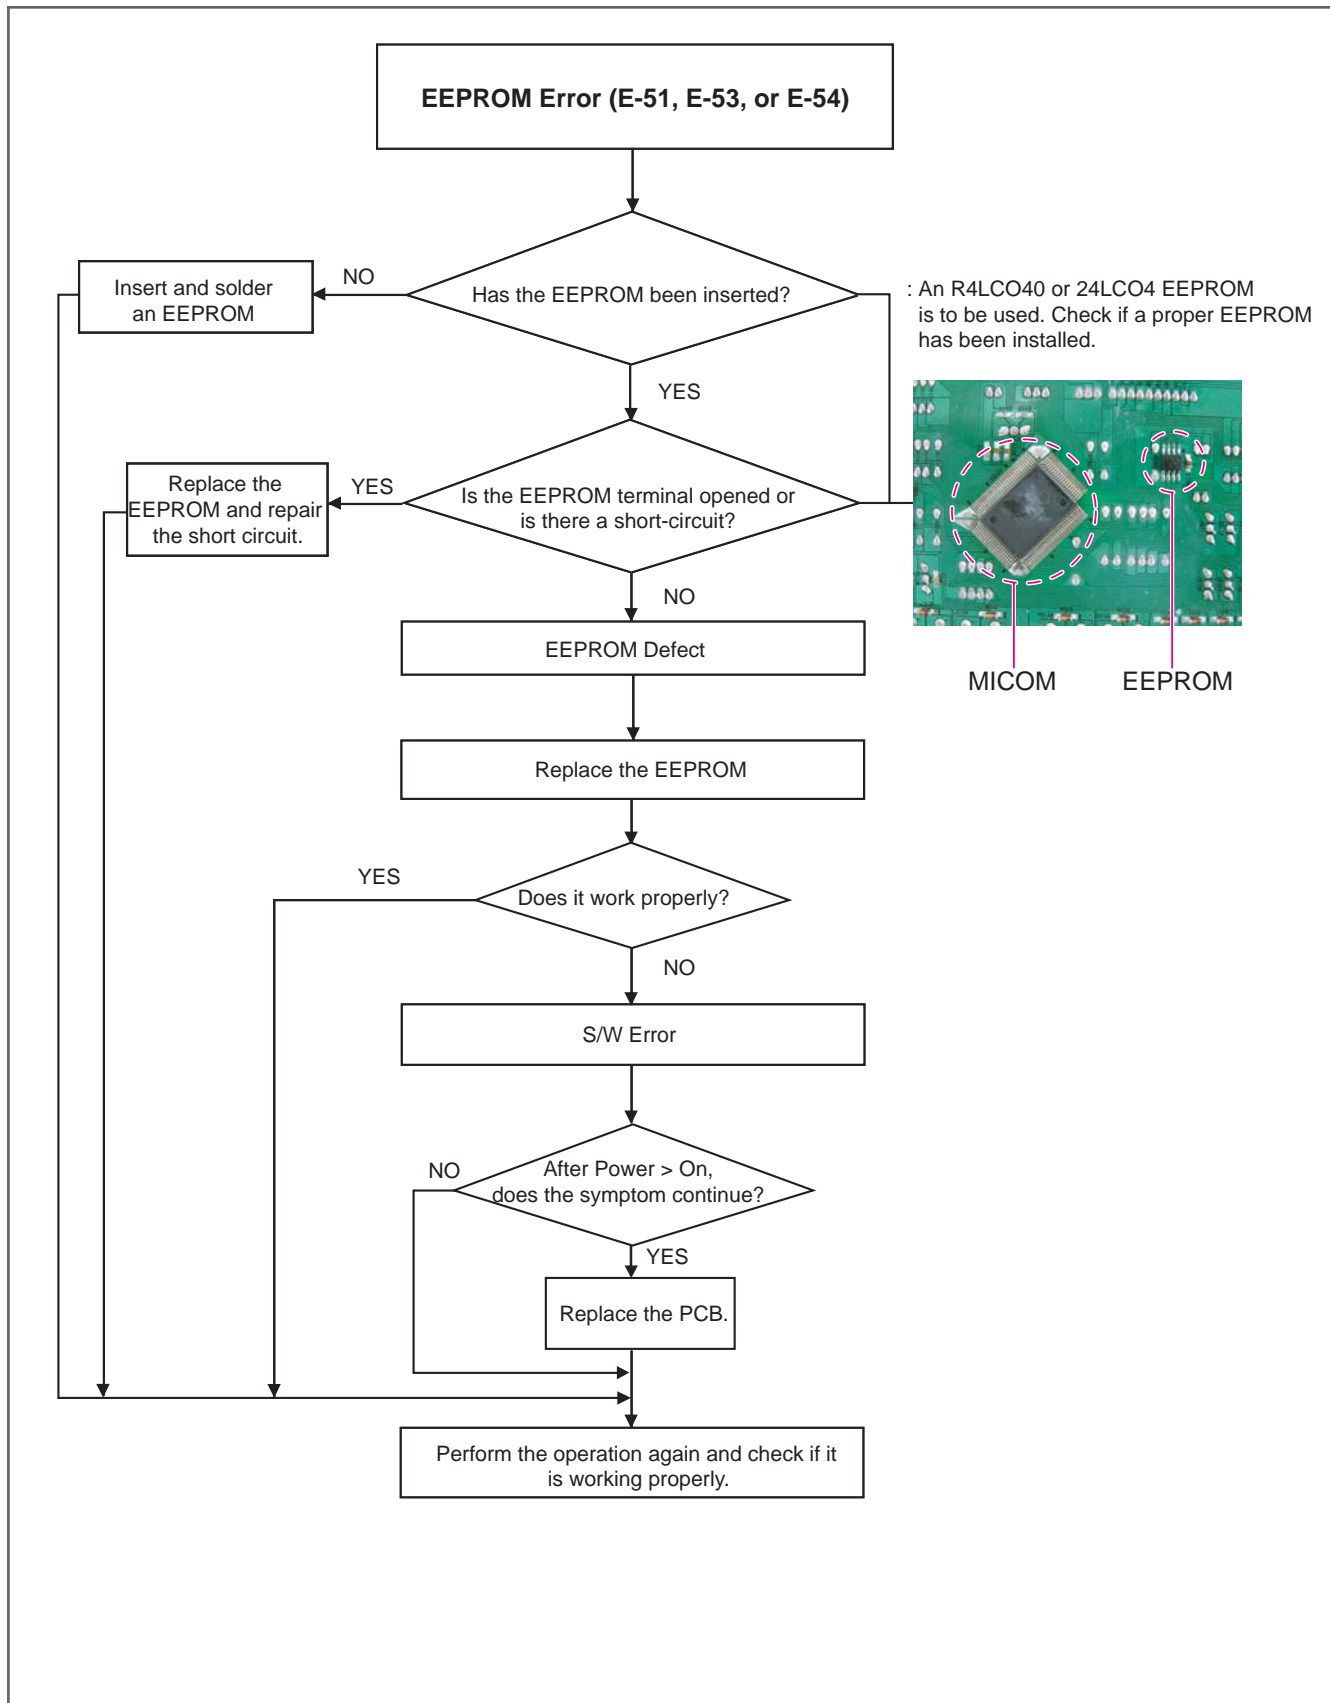 EEPROM Error (E-51, E-53, or E-54)
Has the EEPROM been inserted?
NO
Insert and solder
an EEPROM
: An R4LCO40 or 24LCO4 EEPROM
is to be used. Check if a proper EEPROM
has been installed.
YES
Is the EEPROM terminal opened or
is there a short-circuit?
YES
Replace the
EEPROM and repair
the short circuit.
MICOM
EEPROM
NO
EEPROM Defect
Replace the EEPROM
Does it work properly?
YES
NO
S/W Error
After Power > On,
does the symptom continue?
NO
YES
Replace the PCB.
Perform the operation again and check if it
is working properly.